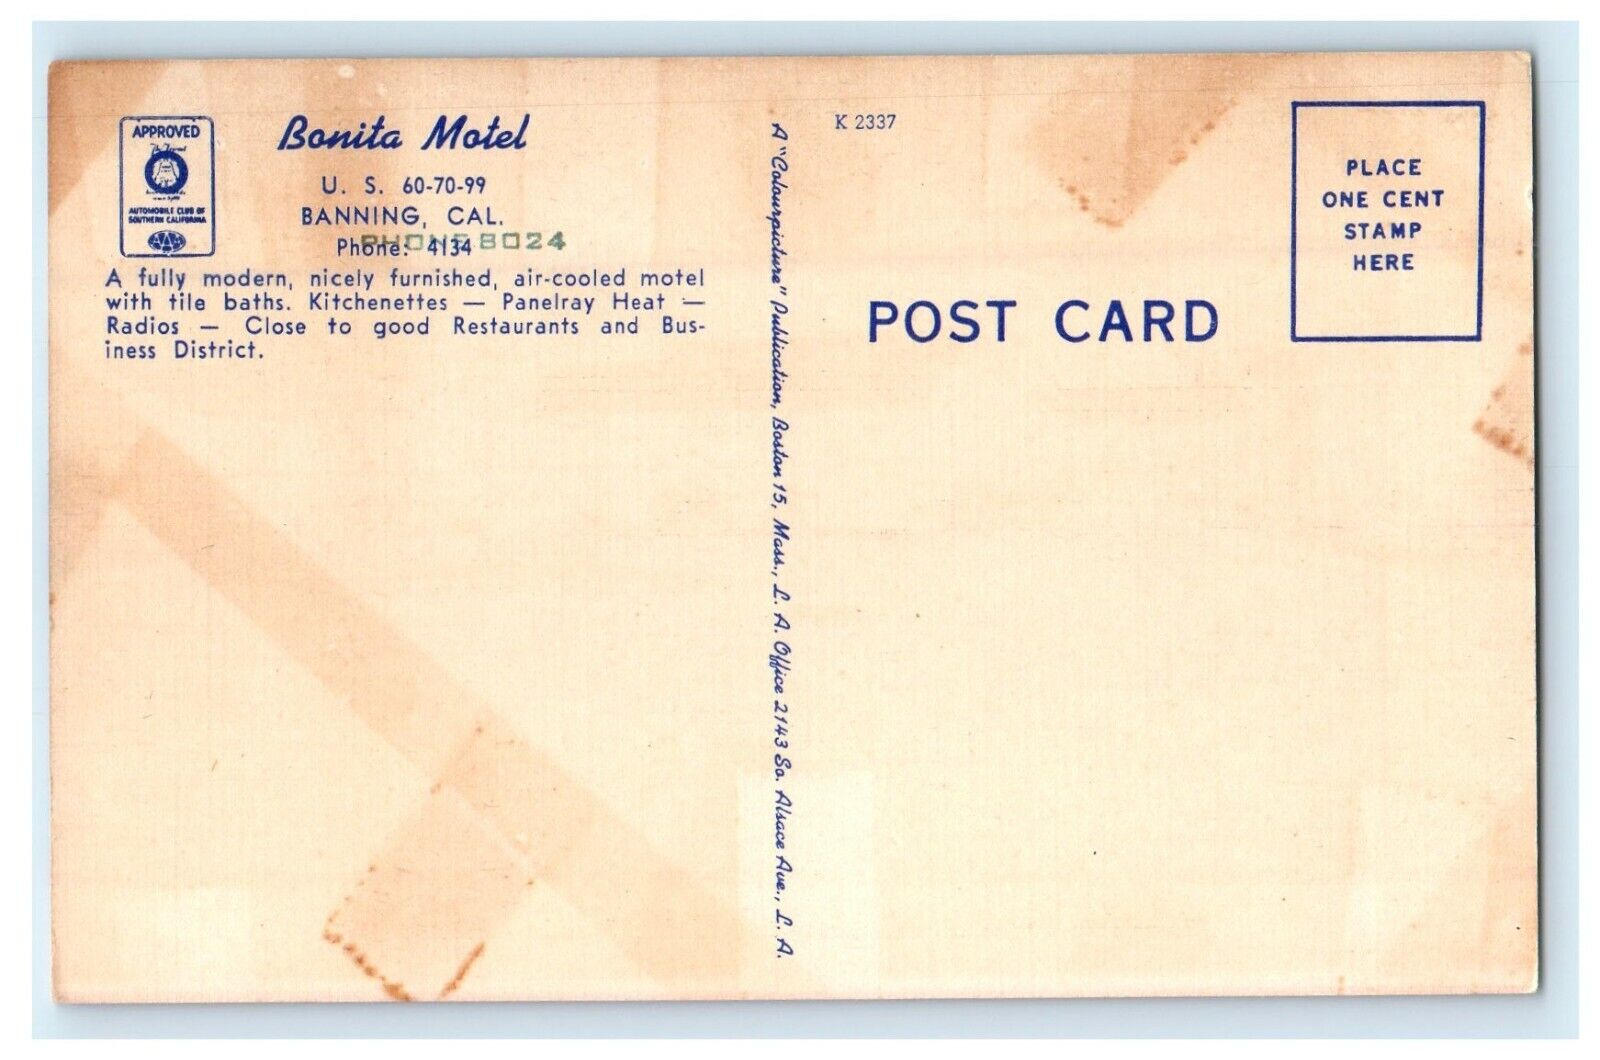 APPROVED
AUTOMOBILE CLUB OF
SOUTHERN CALIFORNIA
AAA
Bonita Motel
U. S. 60-70-99
BANNING, CAL.
Phone: 4134
PHONE 8024
A fully modern, nicely furnished, air-cooled motel
with tile baths. Kitchenettes — Panelray Heat —
Radios — Close to good Restaurants and Bus-
iness District.
A "Colourpicture" Publication, Boston 15, Mass., L. A. Office 2143 So. Alsace Ave., L. A.
K 2337
POST CARD
PLACE
ONE CENT
STAMP
HERE